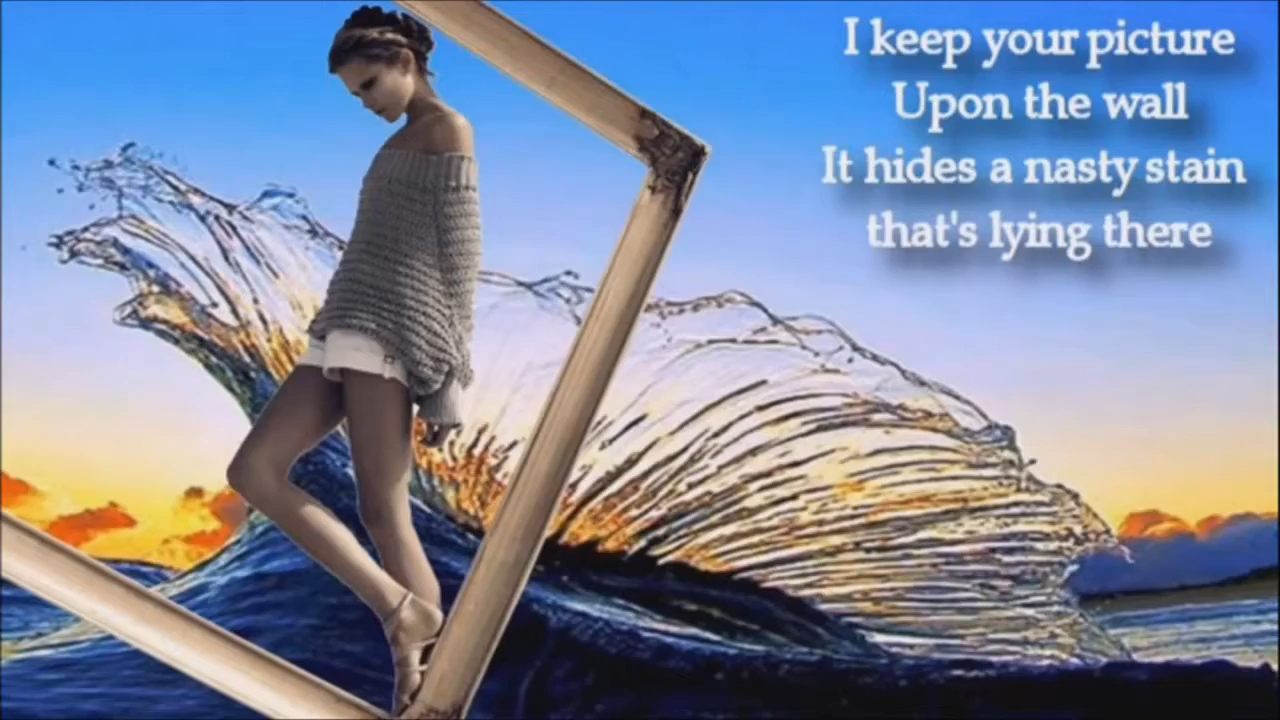 I keep your picture
Upon the wall
It hides a nasty stain
that's lying there